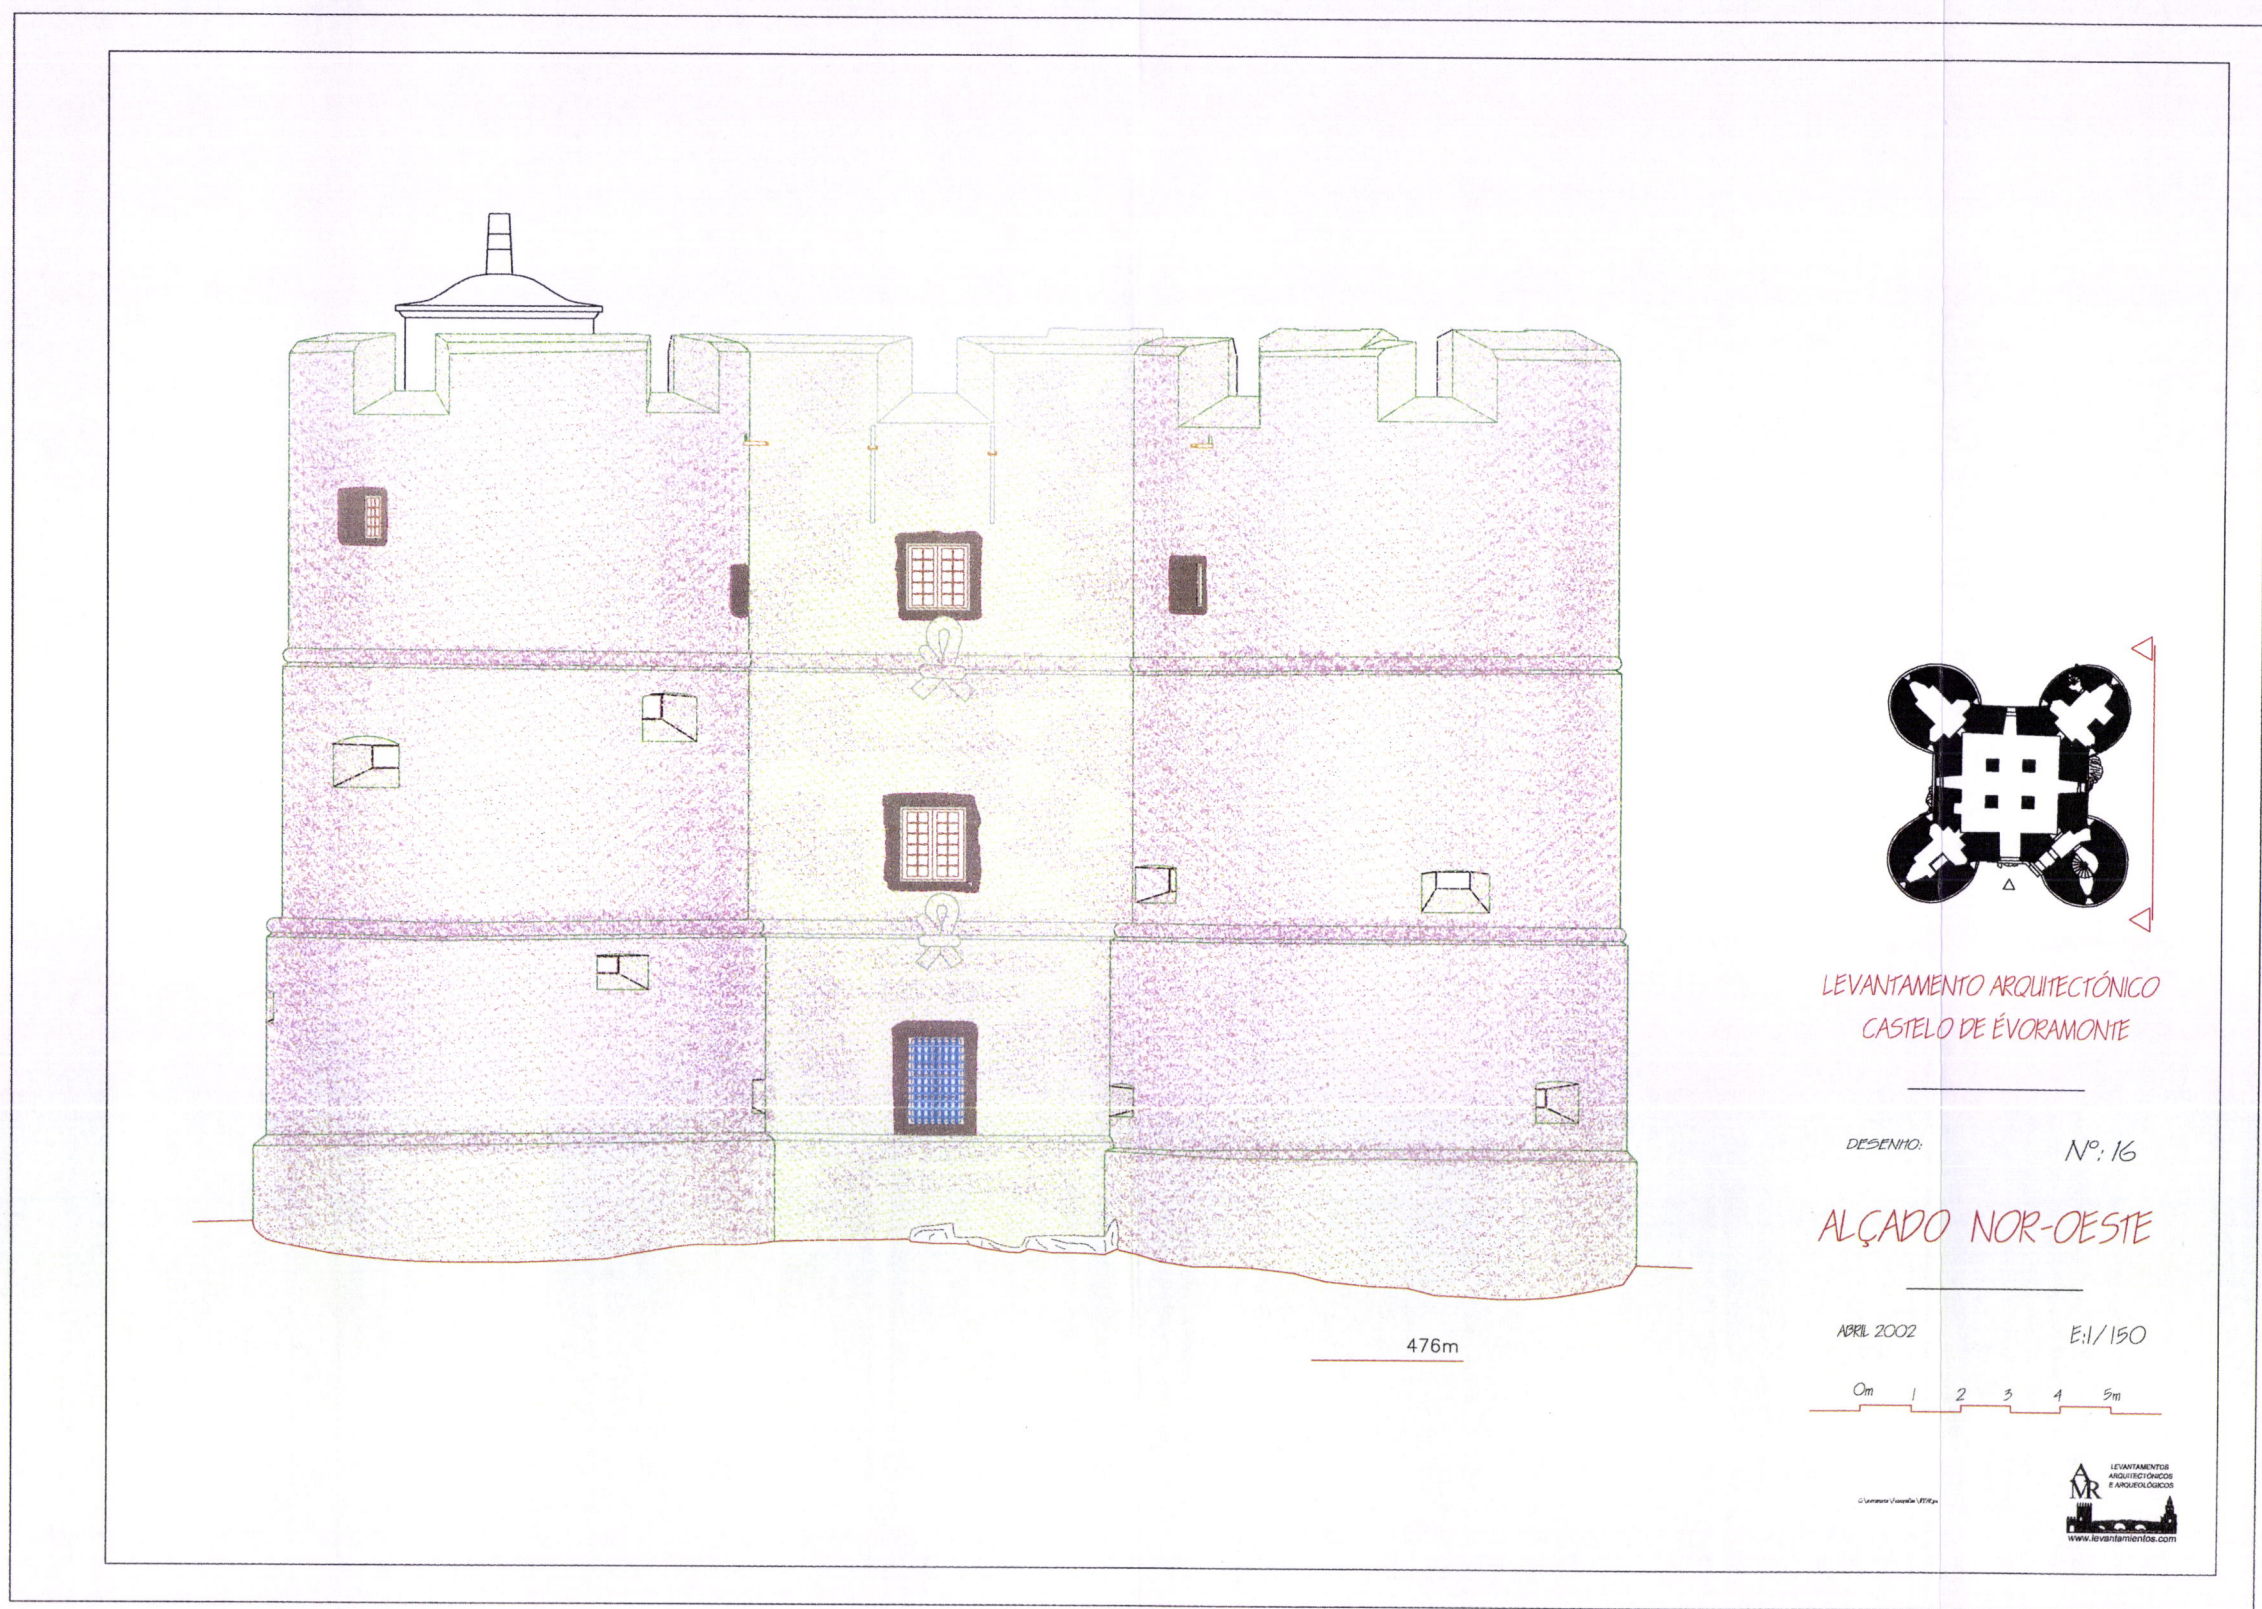 476m
LEVANTAMENTO ARQUITECTÓNICO
CASTELO DE ÉVORAMONTE
DESENHO: Nº: 16
ALÇADO NOR-OESTE
ABRIL 2002 E:1/150
0m 1 2 3 4 5m
AMR
LEVANTAMENTOS
ARQUITECTÓNICOS
E ARQUEOLÓGICOS
www.levantamientos.com